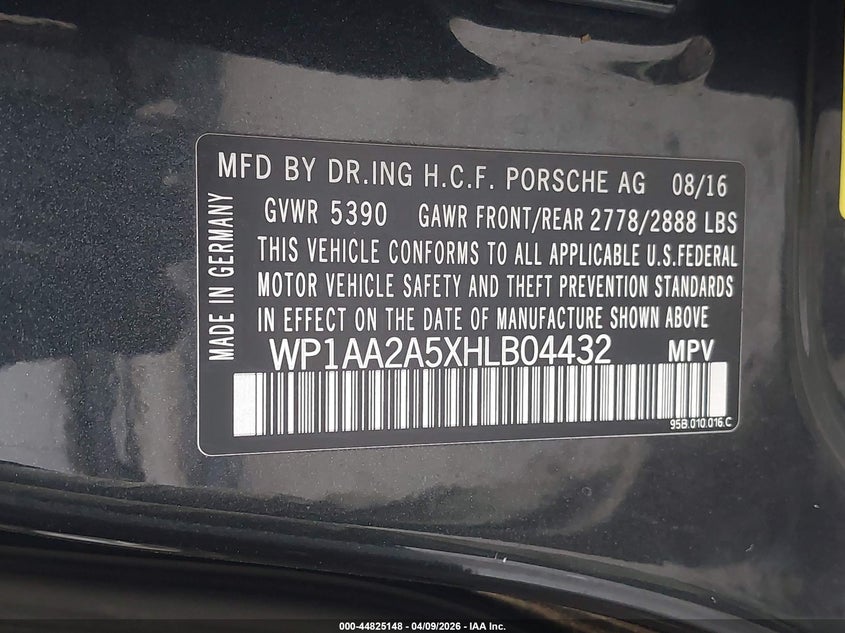 MFD BY DR.ING H.C.F. PORSCHE AG 08/16
GVWR 5390 GAWR FRONT/REAR 2778/2888 LBS
THIS VEHICLE CONFORMS TO ALL APPLICABLE U.S.FEDERAL
MOTOR VEHICLE SAFETY AND THEFT PREVENTION STANDARDS
IN EFFECT ON THE DATE OF MANUFACTURE SHOWN ABOVE
WP1AA2A5XHLB04432 MPV
95B.010.016.C
MADE IN GERMANY
000-44825148 - 04/09/2026 - IAA Inc.